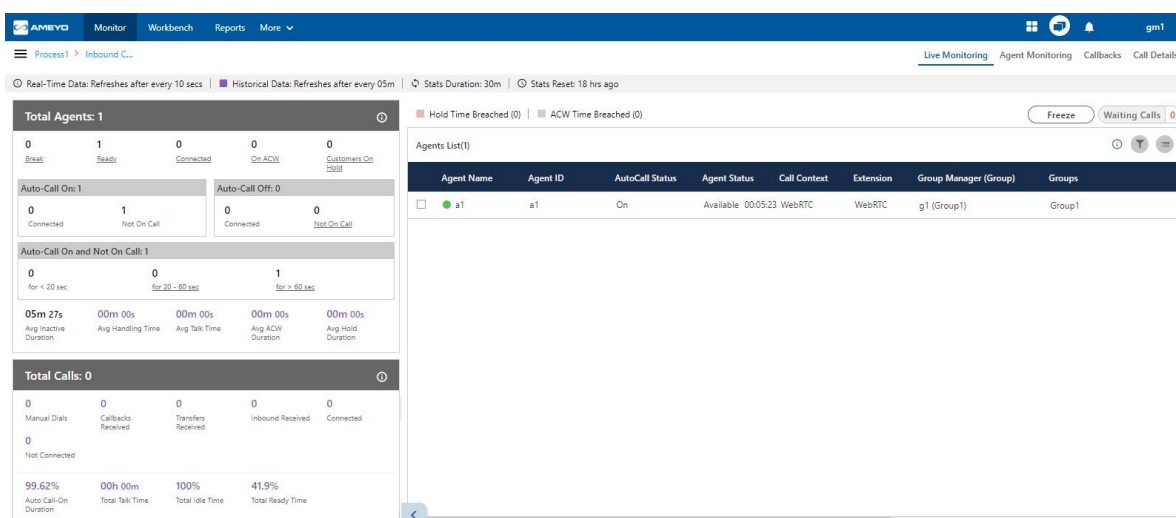 AMEYO Monitor Workbench Reports More gm1
Process1 > Inbound C... Live Monitoring Agent Monitoring Callbacks Call Details
Real-Time Data: Refreshes after every 10 secs | Historical Data: Refreshes after every 05m | Stats Duration: 30m | Stats Reset: 18 hrs ago
Total Agents: 1
0 1 0 0 0
Break Ready Connected On ACW Customers On
Hold
Auto-Call On: 1 Auto-Call Off: 0
0 1 0 0
Connected Not On Call Connected Not On Call
Auto-Call On and Not On Call: 1
0 0 1
for < 20 sec for 20 - 60 sec for > 60 sec
05m 27s 00m 00s 00m 00s 00m 00s 00m 00s
Avg Inactive Avg Handling Time Avg Talk Time Avg ACW Avg Hold
Duration Duration Duration
Total Calls: 0
0 0 0 0 0
Manual Dials Callbacks Transfers Inbound Received Connected
Received Received
0
Not Connected
99.62% 00h 00m 100% 41.9%
Auto Call-On Total Talk Time Total Idle Time Total Ready Time
Duration
Hold Time Breached (0) | ACW Time Breached (0) Freeze Waiting Calls 0
Agents List(1)
Agent Name Agent ID AutoCall Status Agent Status Call Context Extension Group Manager (Group) Groups
a1 a1 On Available 00:05:23 WebRTC WebRTC g1 (Group1) Group1